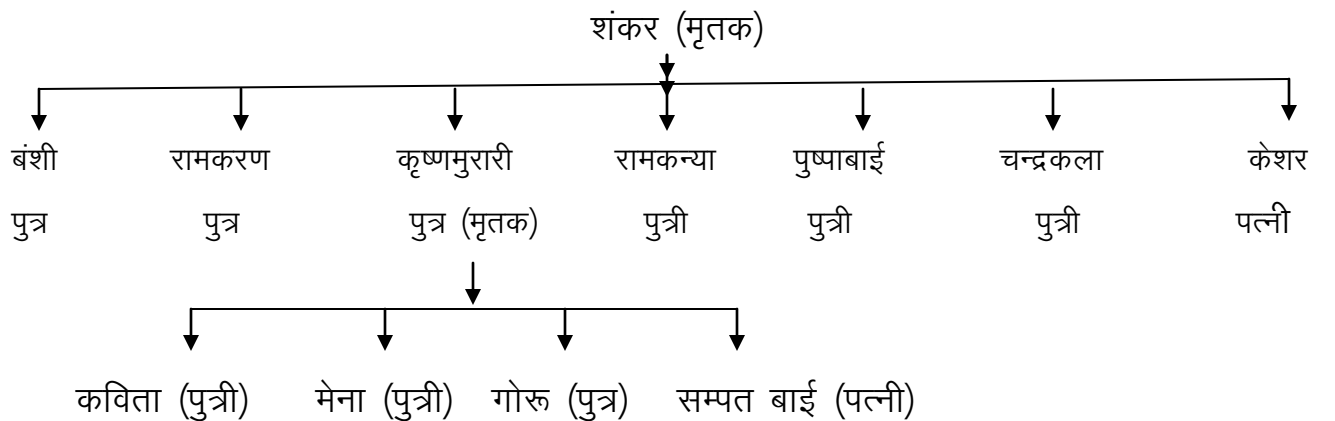 शंकर (मृतक)
बंशी रामकरण कृष्णमुरारी रामकन्या पुष्पाबाई चन्द्रकला केशर
पुत्र पुत्र पुत्र (मृतक) पुत्री पुत्री पुत्री पत्नी
कविता (पुत्री) मेना (पुत्री) गोरू (पुत्र) सम्पत बाई (पत्नी)